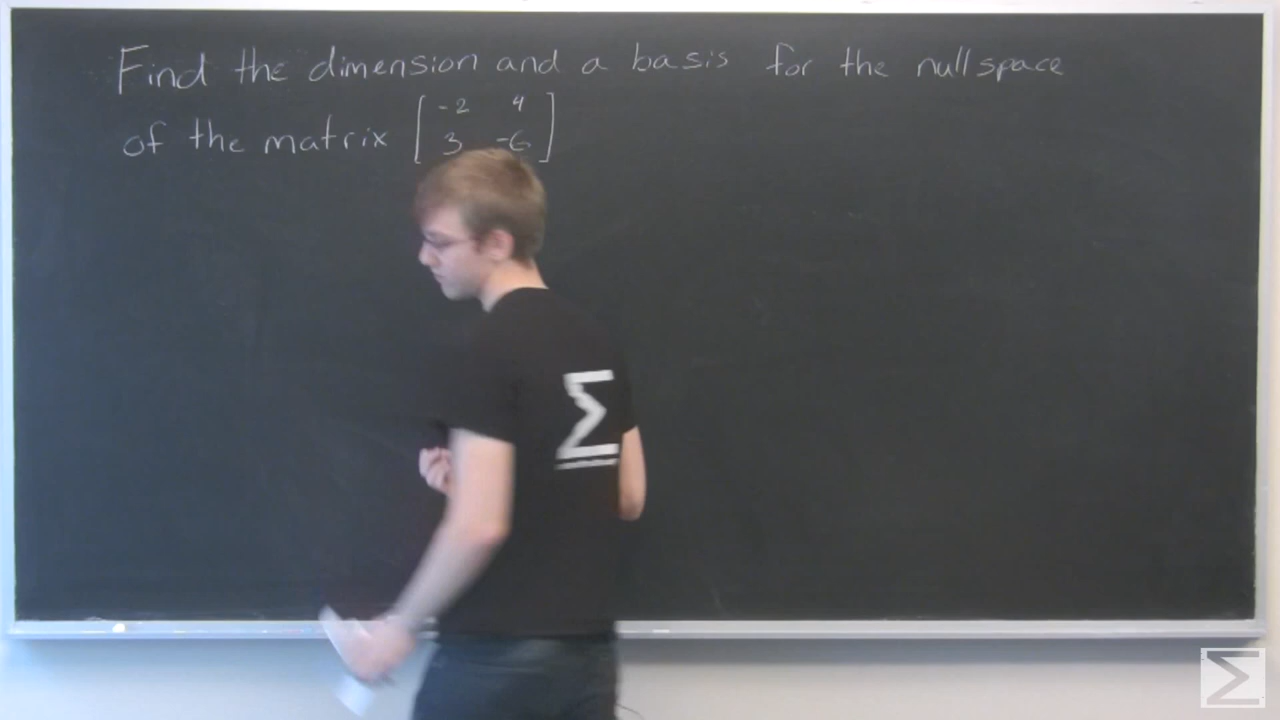 Find the dimension and a basis for the nullspace
of the matrix [ -2 4
3 -6 ]
Σ
Σ